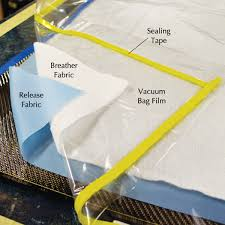 Sealing
Tape
Breather
Fabric
Release
Fabric
Vacuum
Bag Film